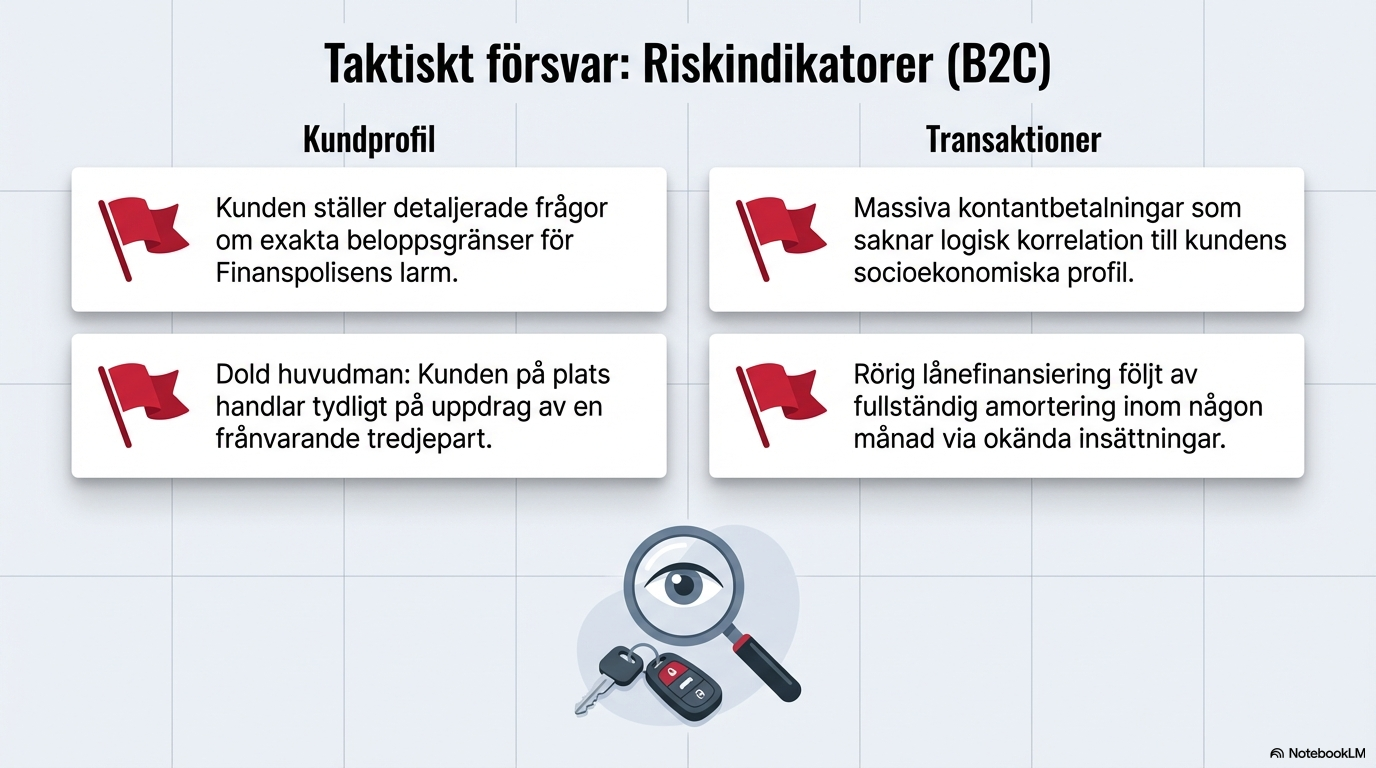 Taktiskt försvar: Riskindikatorer (B2C)
Kundprofil
Kunden ställer detaljerade frågor
om exakta beloppsgränser för
Finanspolisens larm.
Dold huvudman: Kunden på plats
handlar tydligt på uppdrag av en
frånvarande tredjepart.
Transaktioner
Massiva kontantbetalningar som
saknar logisk korrelation till kundens
socioekonomiska profil.
Rörig lånefinansiering följt av
fullständig amortering inom någon
månad via okända insättningar.
NotebookLM